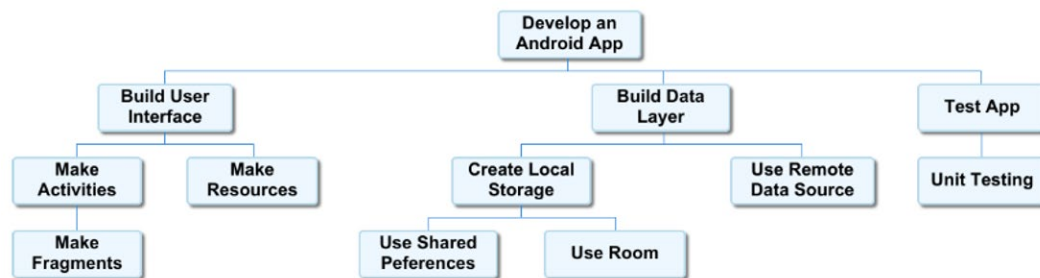 Develop an
Android App
Build User
Interface
Build Data
Layer
Test App
Make
Activities
Make
Resources
Create Local
Storage
Use Remote
Data Source
Unit Testing
Make
Fragments
Use Shared
Peferences
Use Room